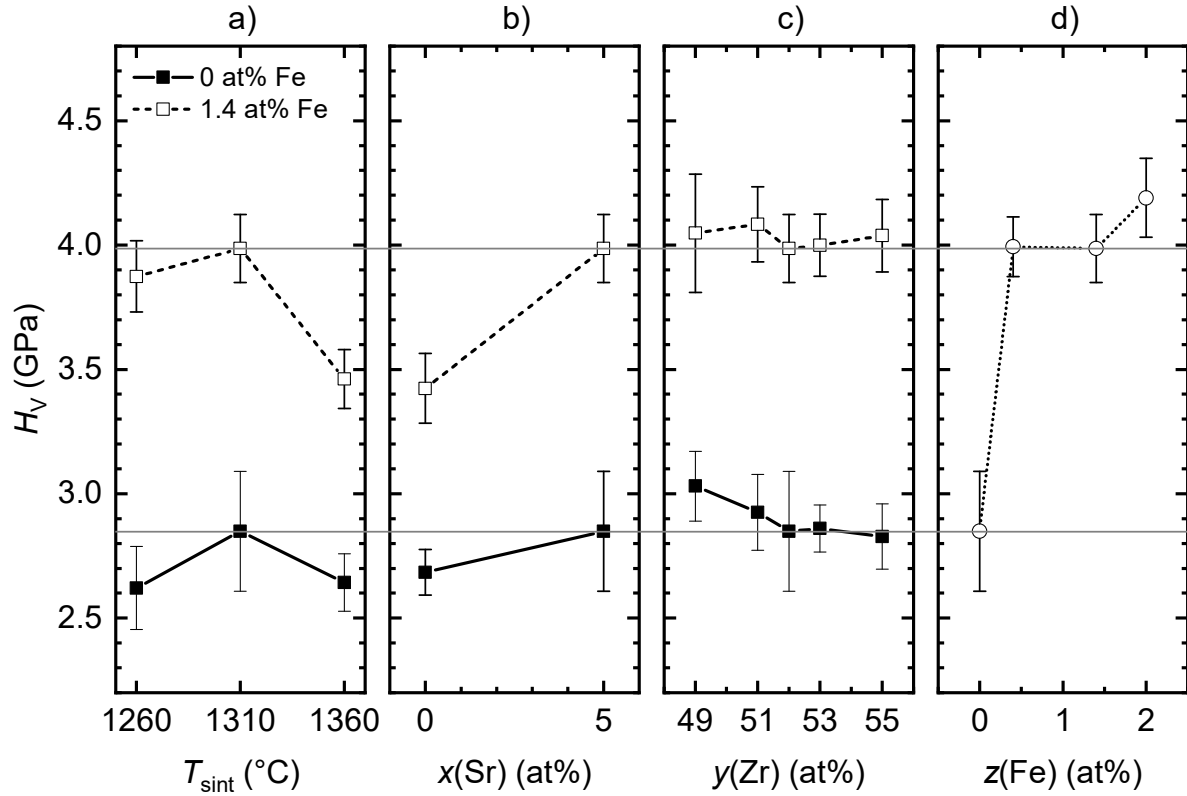 a) b) c) d)
0 at% Fe
1.4 at% Fe
4.5
4.0
3.5
3.0
2.5
H_V (GPa)
1260 1310 1360 0 5 49 51 53 55 0 1 2
T_sint (°C) x(Sr) (at%) y(Zr) (at%) z(Fe) (at%)